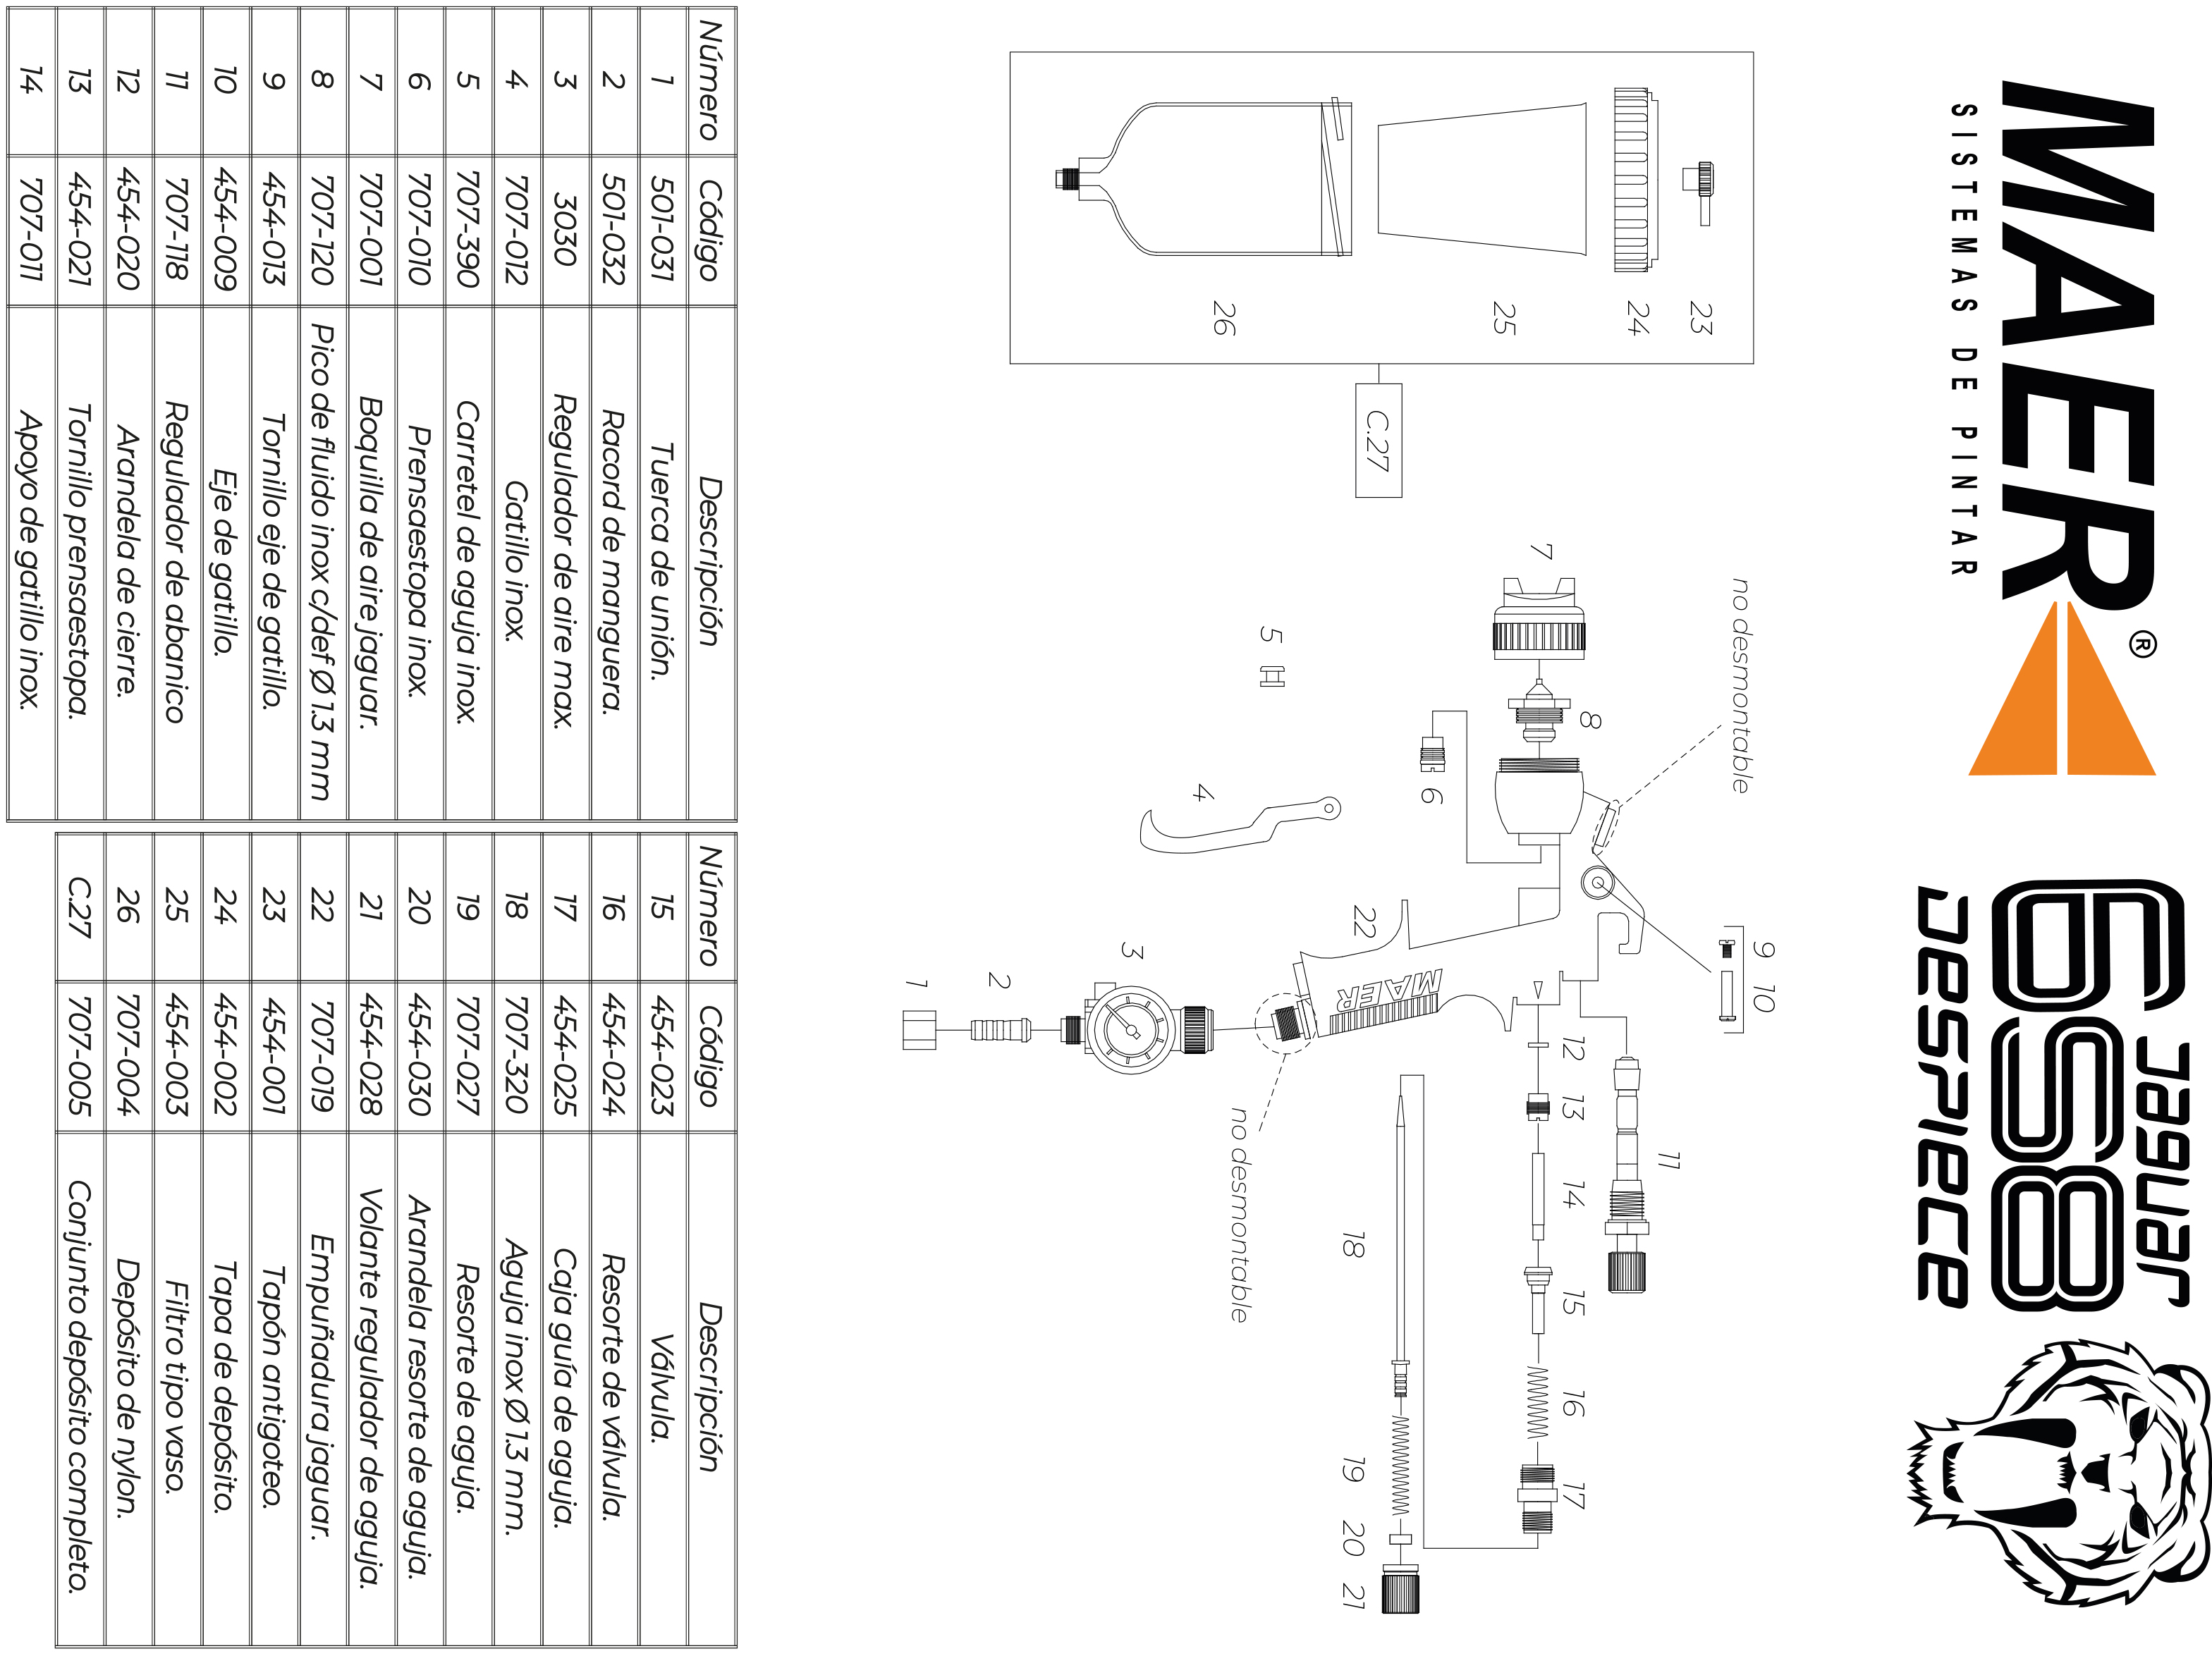 MAER®
SISTEMAS DE PINTAR
Jaguar
6S8
DESPIECE
23
24
25
26
C.27
no desmontable
7
8
6
5
4
9 10
11
22
MAER
12 13 14 15 16 17
3
2
1
no desmontable
18 19 20 21
Número Código Descripción
1 501-031 Tuerca de unión.
2 501-032 Racord de manguera.
3 3030 Regulador de aire max.
4 707-012 Gatillo inox.
5 707-390 Carretel de aguja inox.
6 707-010 Prensaestopa inox.
7 707-001 Boquilla de aire jaguar.
8 707-120 Pico de fluido inox c/def Ø 1.3 mm
9 454-013 Tornillo eje de gatillo.
10 454-009 Eje de gatillo.
11 707-118 Regulador de abanico
12 454-020 Arandela de cierre.
13 454-021 Tornillo prensaestopa.
14 707-011 Apoyo de gatillo inox.
Número Código Descripción
15 454-023 Válvula.
16 454-024 Resorte de válvula.
17 454-025 Caja guía de aguja.
18 707-320 Aguja inox Ø 1.3 mm.
19 707-027 Resorte de aguja.
20 454-030 Arandela resorte de aguja.
21 454-028 Volante regulador de aguja.
22 707-019 Empuñadura jaguar.
23 454-001 Tapón antigoteo.
24 454-002 Tapa de depósito.
25 454-003 Filtro tipo vaso.
26 707-004 Depósito de nylon.
C.27 707-005 Conjunto depósito completo.